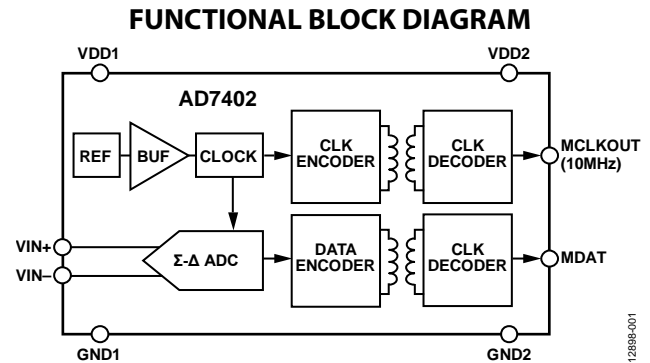 FUNCTIONAL BLOCK DIAGRAM
VDD1
VDD2
AD7402
REF
BUF
CLOCK
CLK
ENCODER
CLK
DECODER
MCLKOUT
(10MHz)
VIN+
VIN–
Σ-Δ ADC
DATA
ENCODER
CLK
DECODER
MDAT
GND1
GND2
12898-001